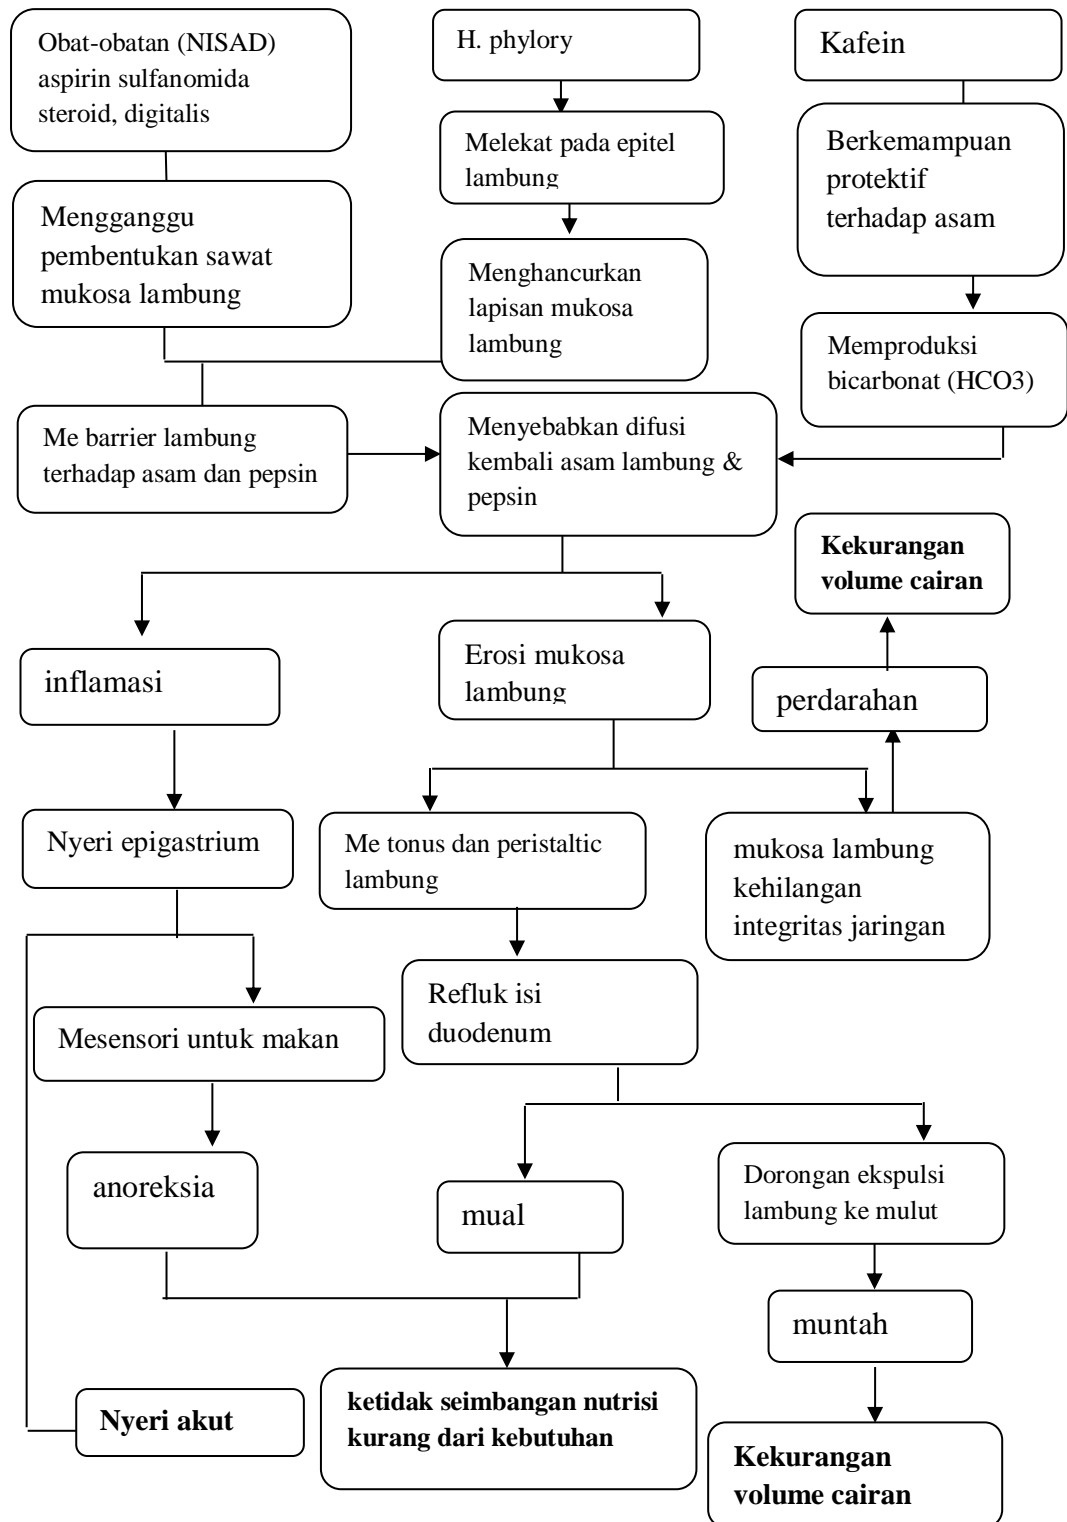 Obat-obatan (NISAD)
aspirin sulfanomida
steroid, digitalis
H. phylory
Kafein
Melekat pada epitel
lambung
Berkemampuan
protektif
terhadap asam
Mengganggu
pembentukan sawat
mukosa lambung
Menghancurkan
lapisan mukosa
lambung
Memproduksi
bicarbonat (HCO3)
Me barrier lambung
terhadap asam dan pepsin
Menyebabkan difusi
kembali asam lambung &
pepsin
Kekurangan
volume cairan
inflamasi
Erosi mukosa
lambung
perdarahan
Nyeri epigastrium
Me tonus dan peristaltic
lambung
mukosa lambung
kehilangan
integritas jaringan
Refluk isi
duodenum
Mesensori untuk makan
anoreksia
mual
Dorongan ekspulsi
lambung ke mulut
muntah
Nyeri akut
ketidak seimbangan nutrisi
kurang dari kebutuhan
Kekurangan
volume cairan